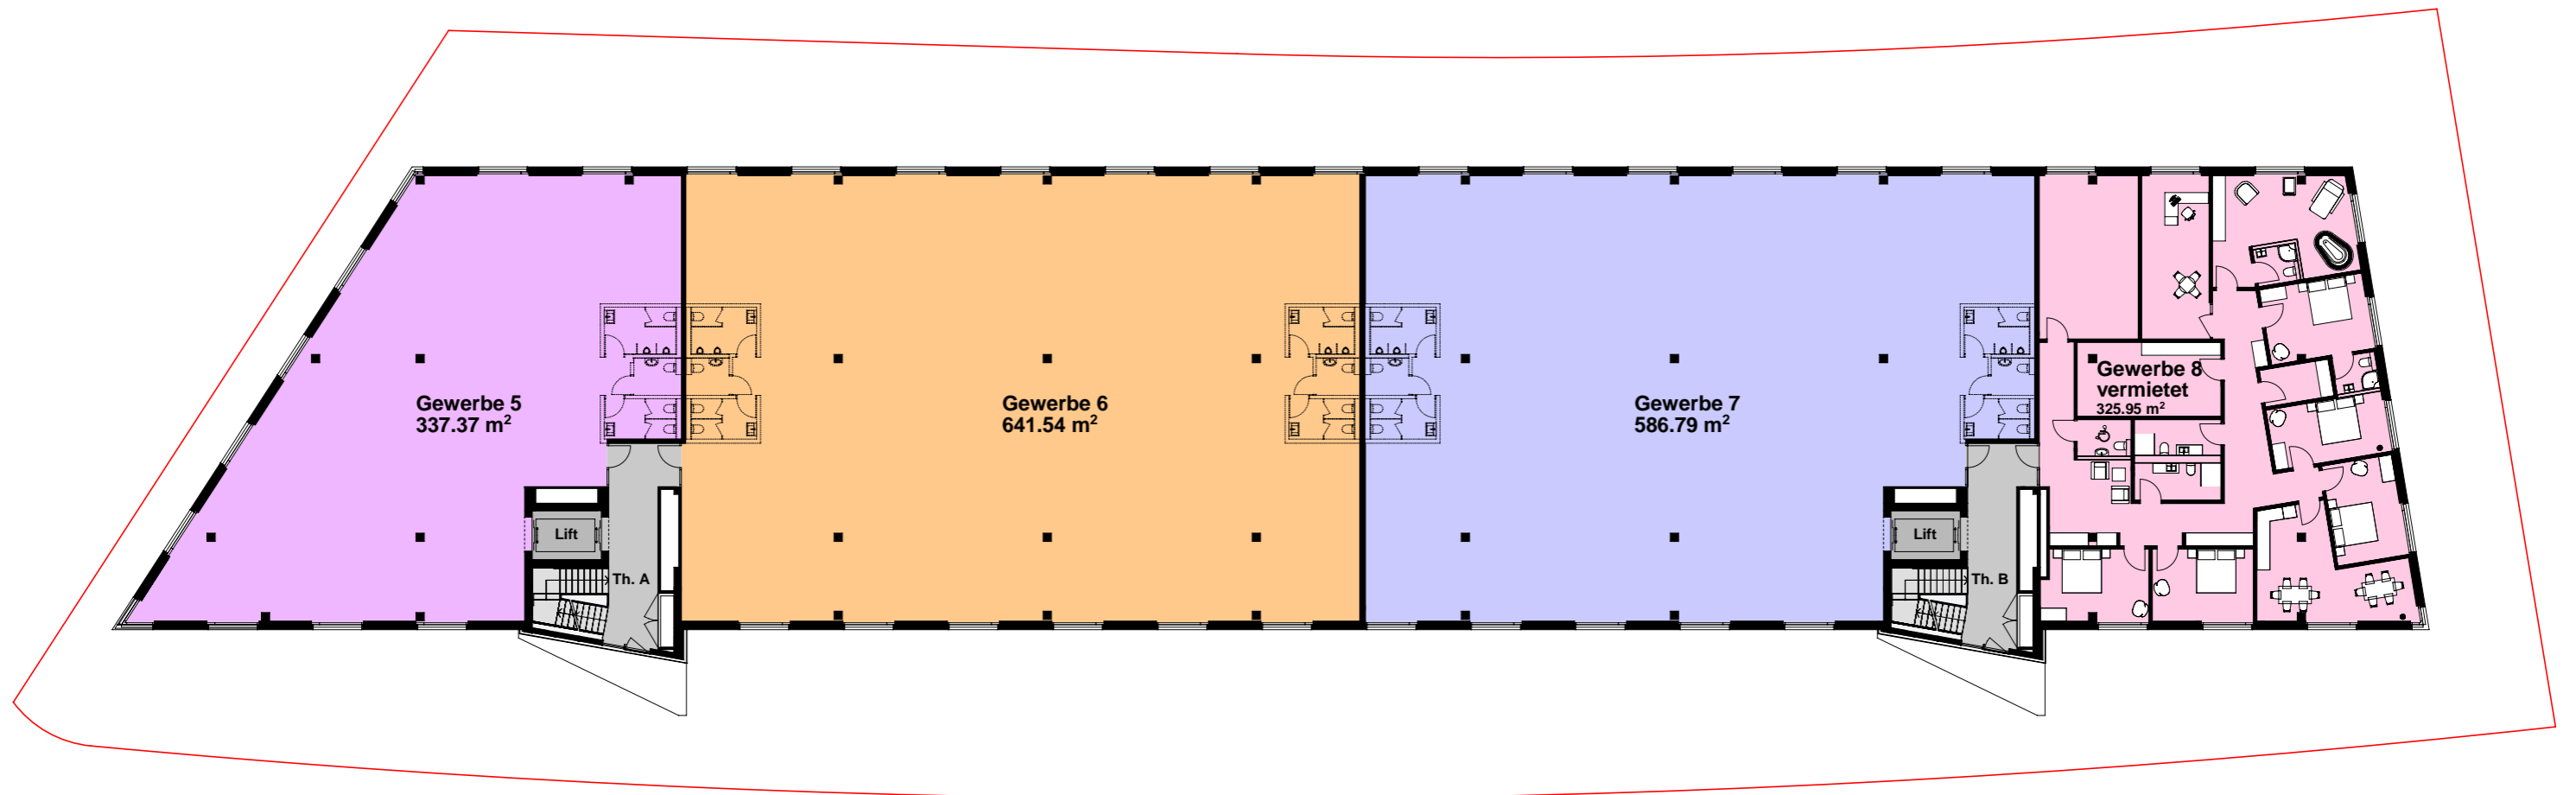 Gewerbe 5
337.37 m²
Gewerbe 6
641.54 m²
Gewerbe 7
586.79 m²
Gewerbe 8
vermietet
325.95 m²
Lift
Th. A
Lift
Th. B